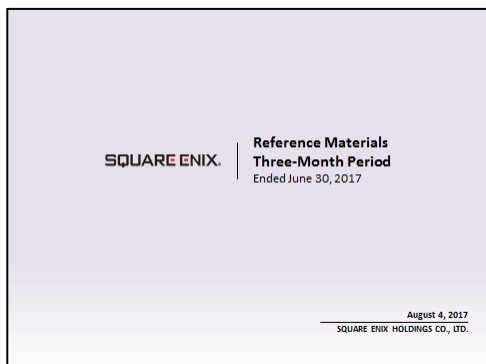 SQUARE ENIX.
Reference Materials
Three-Month Period
Ended June 30, 2017
August 4, 2017
SQUARE ENIX HOLDINGS CO., LTD.